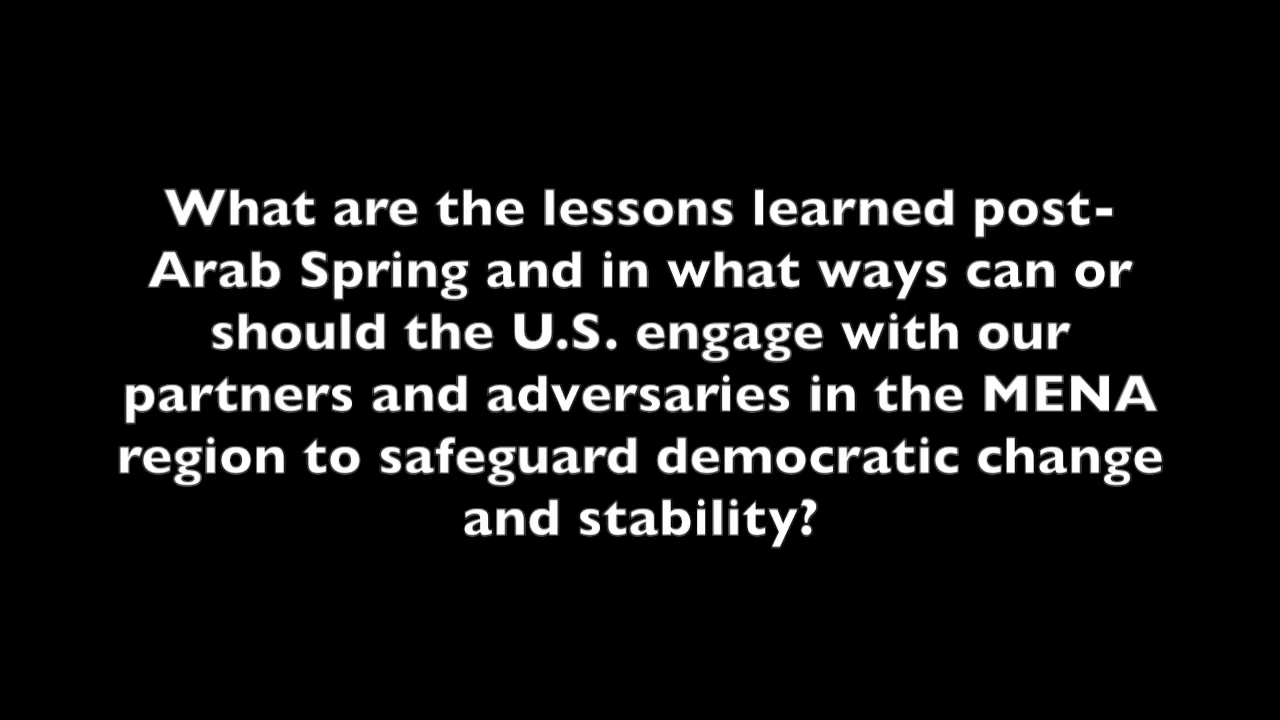 What are the lessons learned post-
Arab Spring and in what ways can or
should the U.S. engage with our
partners and adversaries in the MENA
region to safeguard democratic change
and stability?